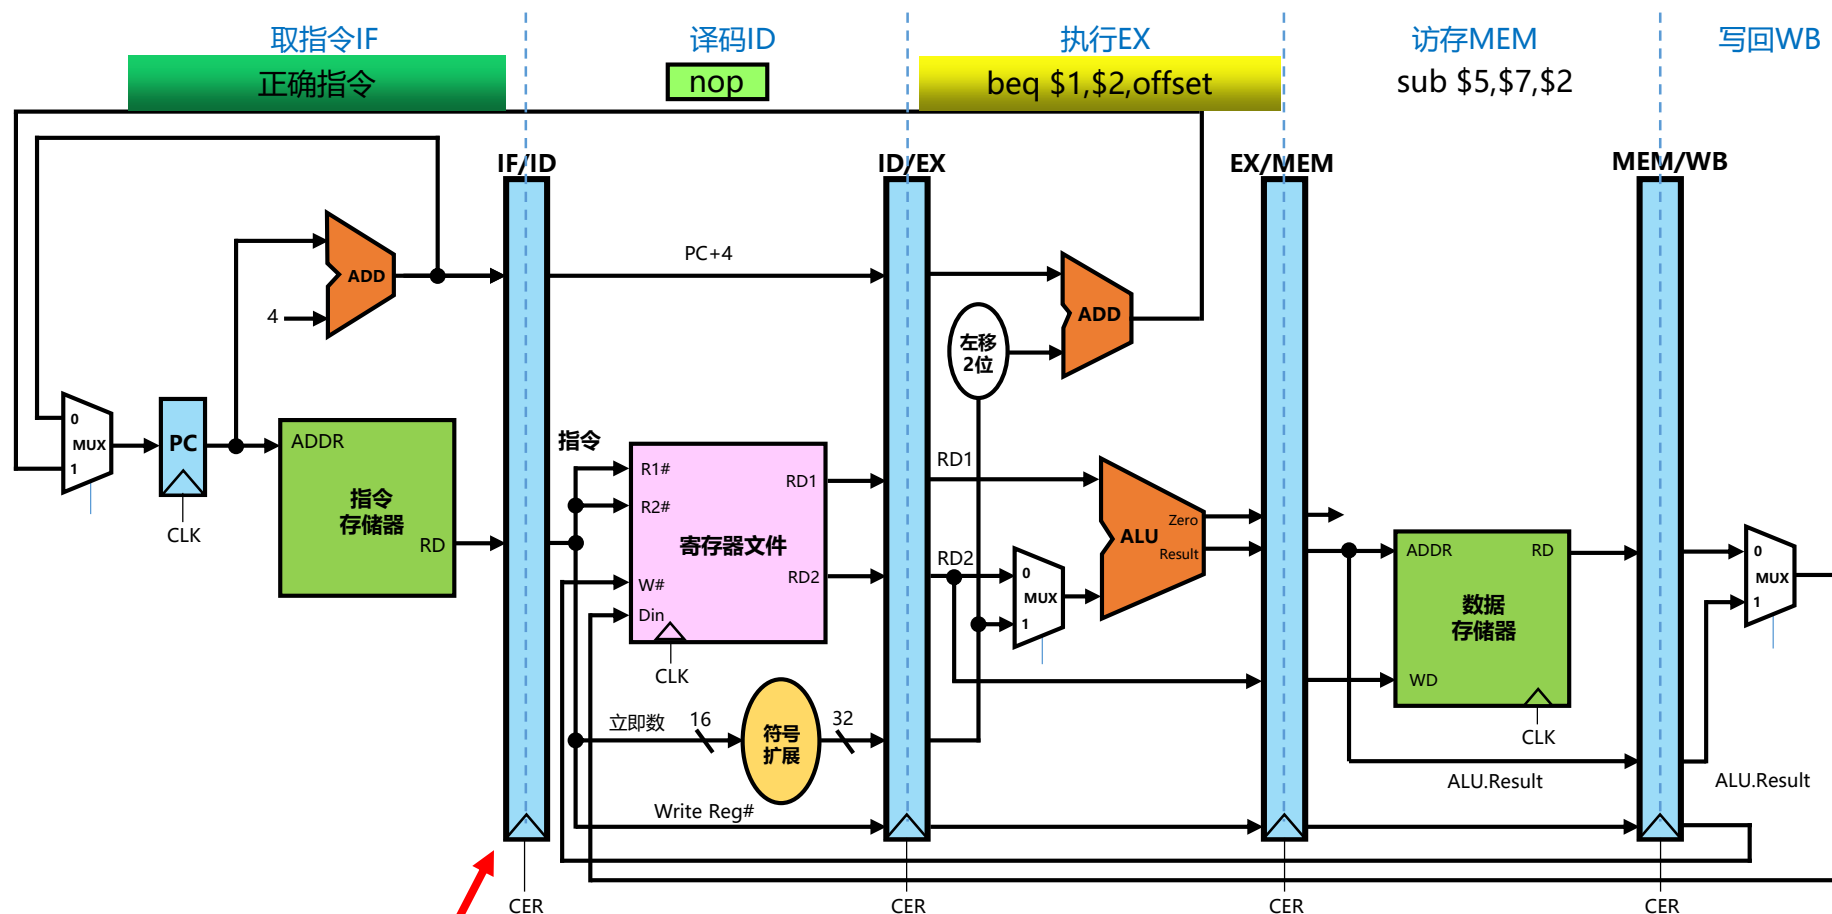 取指令IF
译码ID
执行EX
访存MEM
写回WB
正确指令
nop
beq $1,$2,offset
sub $5,$7,$2
IF/ID
ID/EX
EX/MEM
MEM/WB
ADD
4
PC+4
ADD
左移
2位
0
MUX
1
PC
CLK
ADDR
指令
存储器
RD
指令
R1#
R2#
W#
Din
寄存器文件
RD1
RD2
CLK
立即数
16
符号
扩展
32
Write Reg#
RD1
RD2
0
MUX
1
ALU
Zero
Result
ADDR
RD
数据
存储器
WD
CLK
ALU.Result
0
MUX
1
ALU.Result
CER
CER
CER
CER